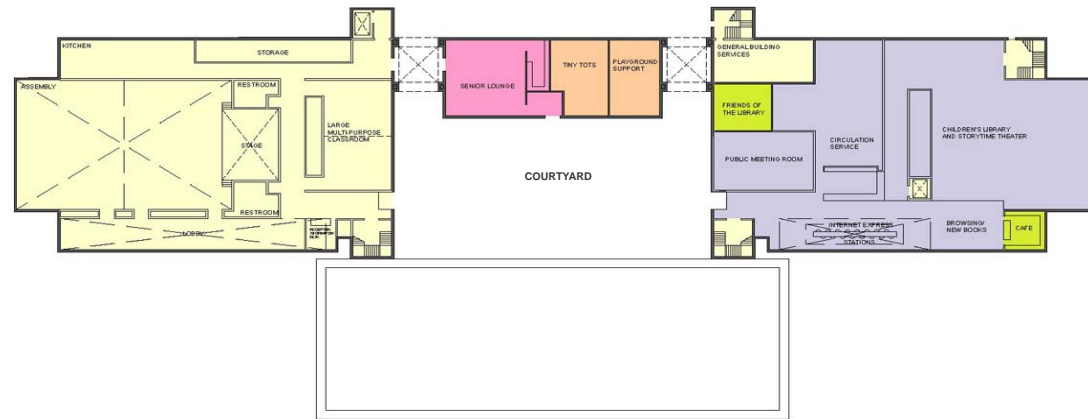 KITCHEN
STORAGE
ASSEMBLY
RESTROOM
STAGE
LARGE
MULTI-PURPOSE
CLASSROOM
RESTROOM
LOBBY
SENIOR LOUNGE
TINY TOTS
PLAYGROUND
SUPPORT
COURTYARD
GENERAL BUILDING
SERVICES
FRIENDS OF
THE LIBRARY
PUBLIC MEETING ROOM
CIRCULATION
SERVICE
CHILDREN'S LIBRARY
AND STORYTIME THEATER
INTERNET EXPRESS
STATIONS
BROWSING/
NEW BOOKS
CAFE